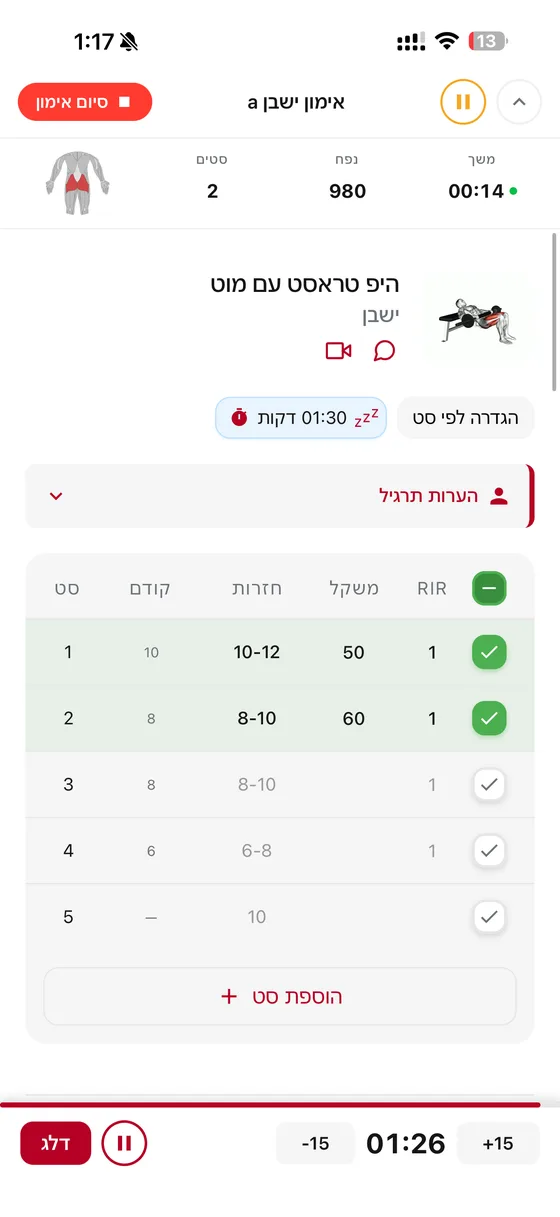 1:17
13
אימון ישבן a
סיום אימון
משך
נפח
סטים
00:14
980
2
היפ טראסט עם מוט
ישבן
הגדרה לפי סט
zzz 01:30 דקות
הערות תרגיל
RIR משקל חזרות קודם סט
1 50 10-12 10 1
1 60 8-10 8 2
1 8-10 8 3
1 6-8 6 4
10 – 5
הוספת סט +
+15 01:26 -15 דלג